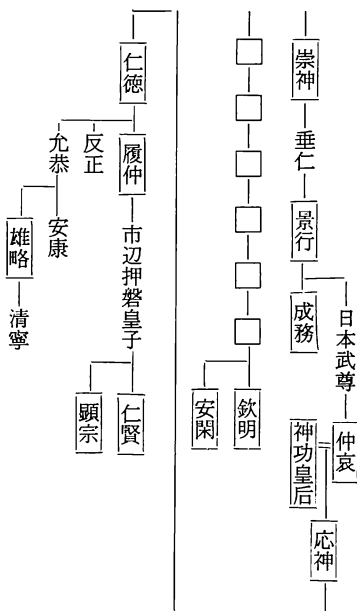 崇神
垂仁
景行
成務
日本武尊
仲哀
神功皇后
応神
欽明
安閑
仁徳
履仲
反正
允恭
市辺押磐皇子
安康
雄略
清寧
仁賢
顕宗